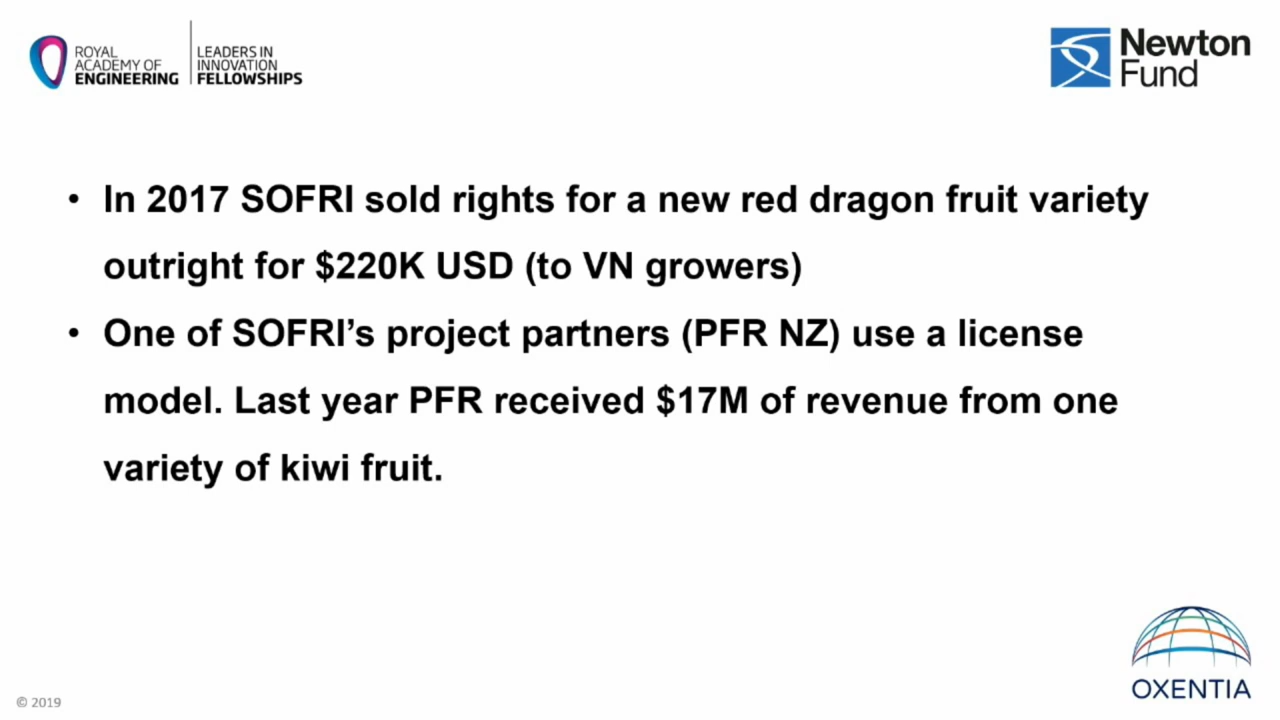 ROYAL
ACADEMY OF
ENGINEERING
LEADERS IN
INNOVATION
FELLOWSHIPS
Newton
Fund
• In 2017 SOFRI sold rights for a new red dragon fruit variety
outright for $220K USD (to VN growers)
• One of SOFRI’s project partners (PFR NZ) use a license
model. Last year PFR received $17M of revenue from one
variety of kiwi fruit.
OXENTIA
© 2019